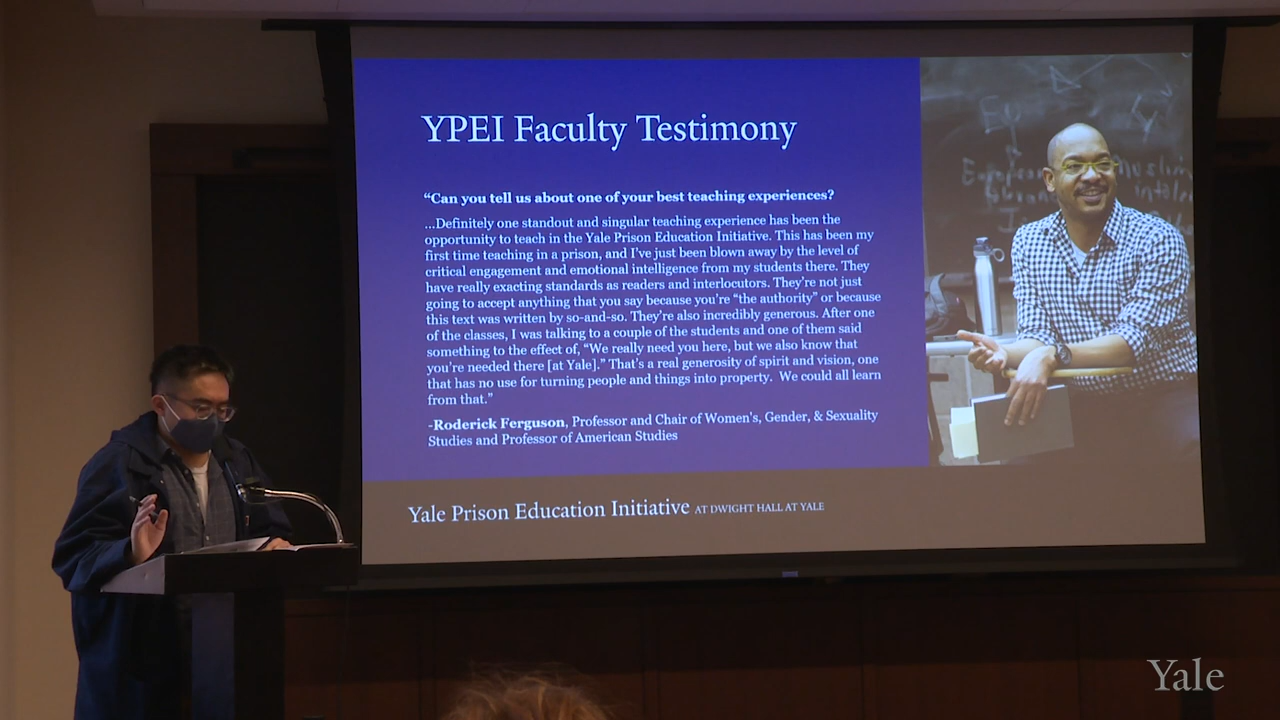 YPEI Faculty Testimony
“Can you tell us about one of your best teaching experiences?
...Definitely one standout and singular teaching experience has been the
opportunity to teach in the Yale Prison Education Initiative. This has been my
first time teaching in a prison, and I've just been blown away by the level of
critical engagement and emotional intelligence from my students there. They
have really exacting standards as readers and interlocutors. They're not just
going to accept anything that you say because you're “the authority” or because
this text was written by so-and-so. They're also incredibly generous. After one
of the classes, I was talking to a couple of the students and one of them said
something to the effect of, “We really need you here, but we also know that
you're needed there [at Yale].” That's a real generosity of spirit and vision, one
that has no use for turning people and things into property. We could all learn
from that.”
-Roderick Ferguson, Professor and Chair of Women's, Gender, & Sexuality
Studies and Professor of American Studies
Yale Prison Education Initiative AT DWIGHT HALL AT YALE
Yale